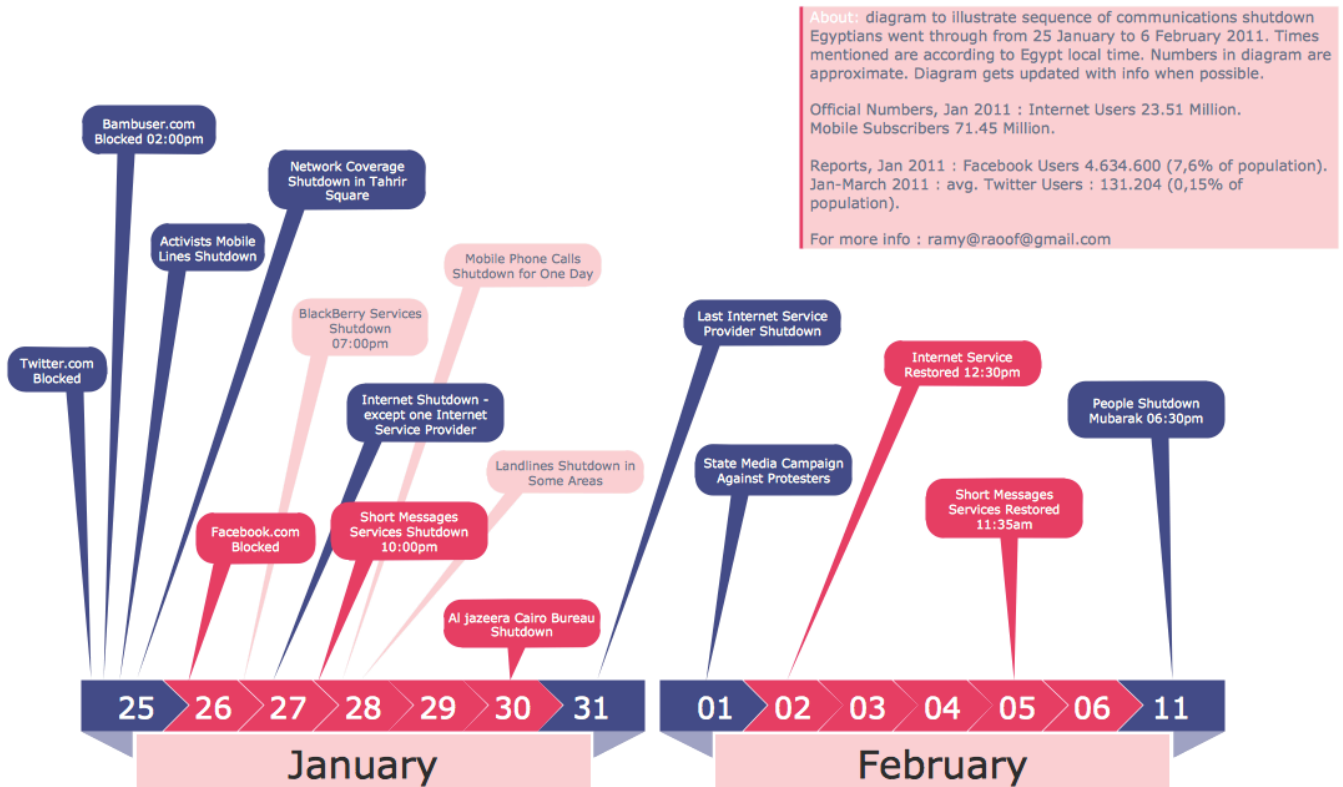 About: diagram to illustrate sequence of communications shutdown
Egyptians went through from 25 January to 6 February 2011. Times
mentioned are according to Egypt local time. Numbers in diagram are
approximate. Diagram gets updated with info when possible.
Official Numbers, Jan 2011 : Internet Users 23.51 Million.
Mobile Subscribers 71.45 Million.
Reports, Jan 2011 : Facebook Users 4.634.600 (7,6% of population).
Jan-March 2011 : avg. Twitter Users : 131.204 (0,15% of
population).
For more info : ramy@raoof@gmail.com
Bambuser.com
Blocked 02:00pm
Network Coverage
Shutdown in Tahrir
Square
Activists Mobile
Lines Shutdown
Mobile Phone Calls
Shutdown for One Day
BlackBerry Services
Shutdown
07:00pm
Last Internet Service
Provider Shutdown
Twitter.com
Blocked
Internet Service
Restored 12:30pm
Internet Shutdown -
except one Internet
Service Provider
People Shutdown
Mubarak 06:30pm
Landlines Shutdown in
Some Areas
State Media Campaign
Against Protesters
Short Messages
Services Restored
11:35am
Facebook.com
Blocked
Short Messages
Services Shutdown
10:00pm
Al jazeera Cairo Bureau
Shutdown
25 26 27 28 29 30 31
01 02 03 04 05 06 11
January
February